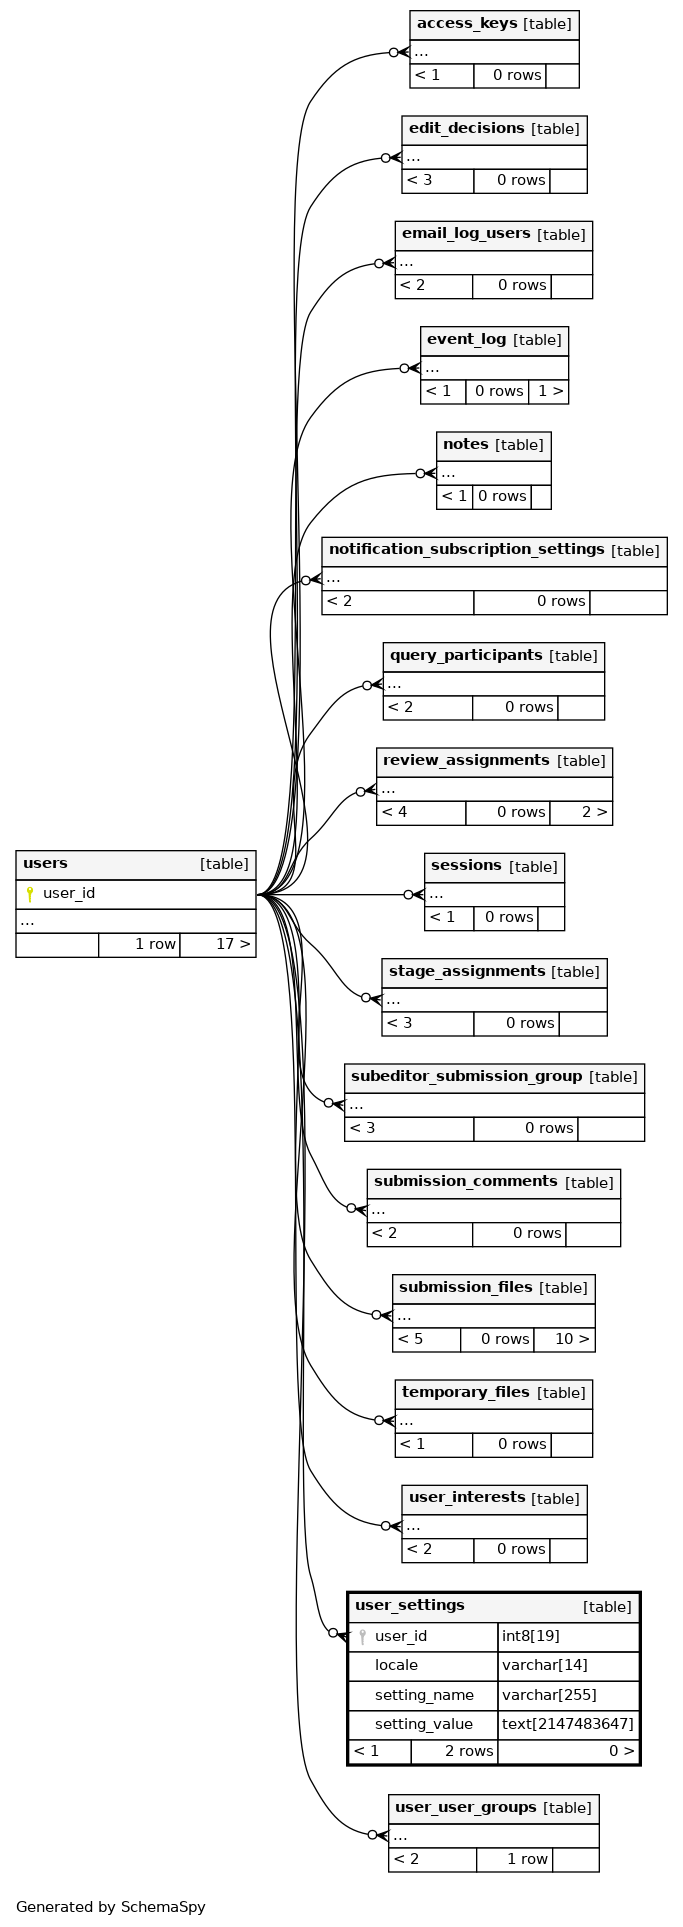 access_keys [table]
...
< 1 0 rows
edit_decisions [table]
...
< 3 0 rows
email_log_users [table]
...
< 2 0 rows
event_log [table]
...
< 1 0 rows 1 >
notes [table]
...
< 1 0 rows
notification_subscription_settings [table]
...
< 2 0 rows
query_participants [table]
...
< 2 0 rows
review_assignments [table]
...
< 4 0 rows 2 >
users [table]
user_id
...
1 row 17 >
sessions [table]
...
< 1 0 rows
stage_assignments [table]
...
< 3 0 rows
subeditor_submission_group [table]
...
< 3 0 rows
submission_comments [table]
...
< 2 0 rows
submission_files [table]
...
< 5 0 rows 10 >
temporary_files [table]
...
< 1 0 rows
user_interests [table]
...
< 2 0 rows
user_settings [table]
user_id int8[19]
locale varchar[14]
setting_name varchar[255]
setting_value text[2147483647]
< 1 2 rows 0 >
user_user_groups [table]
...
< 2 1 row
Generated by SchemaSpy